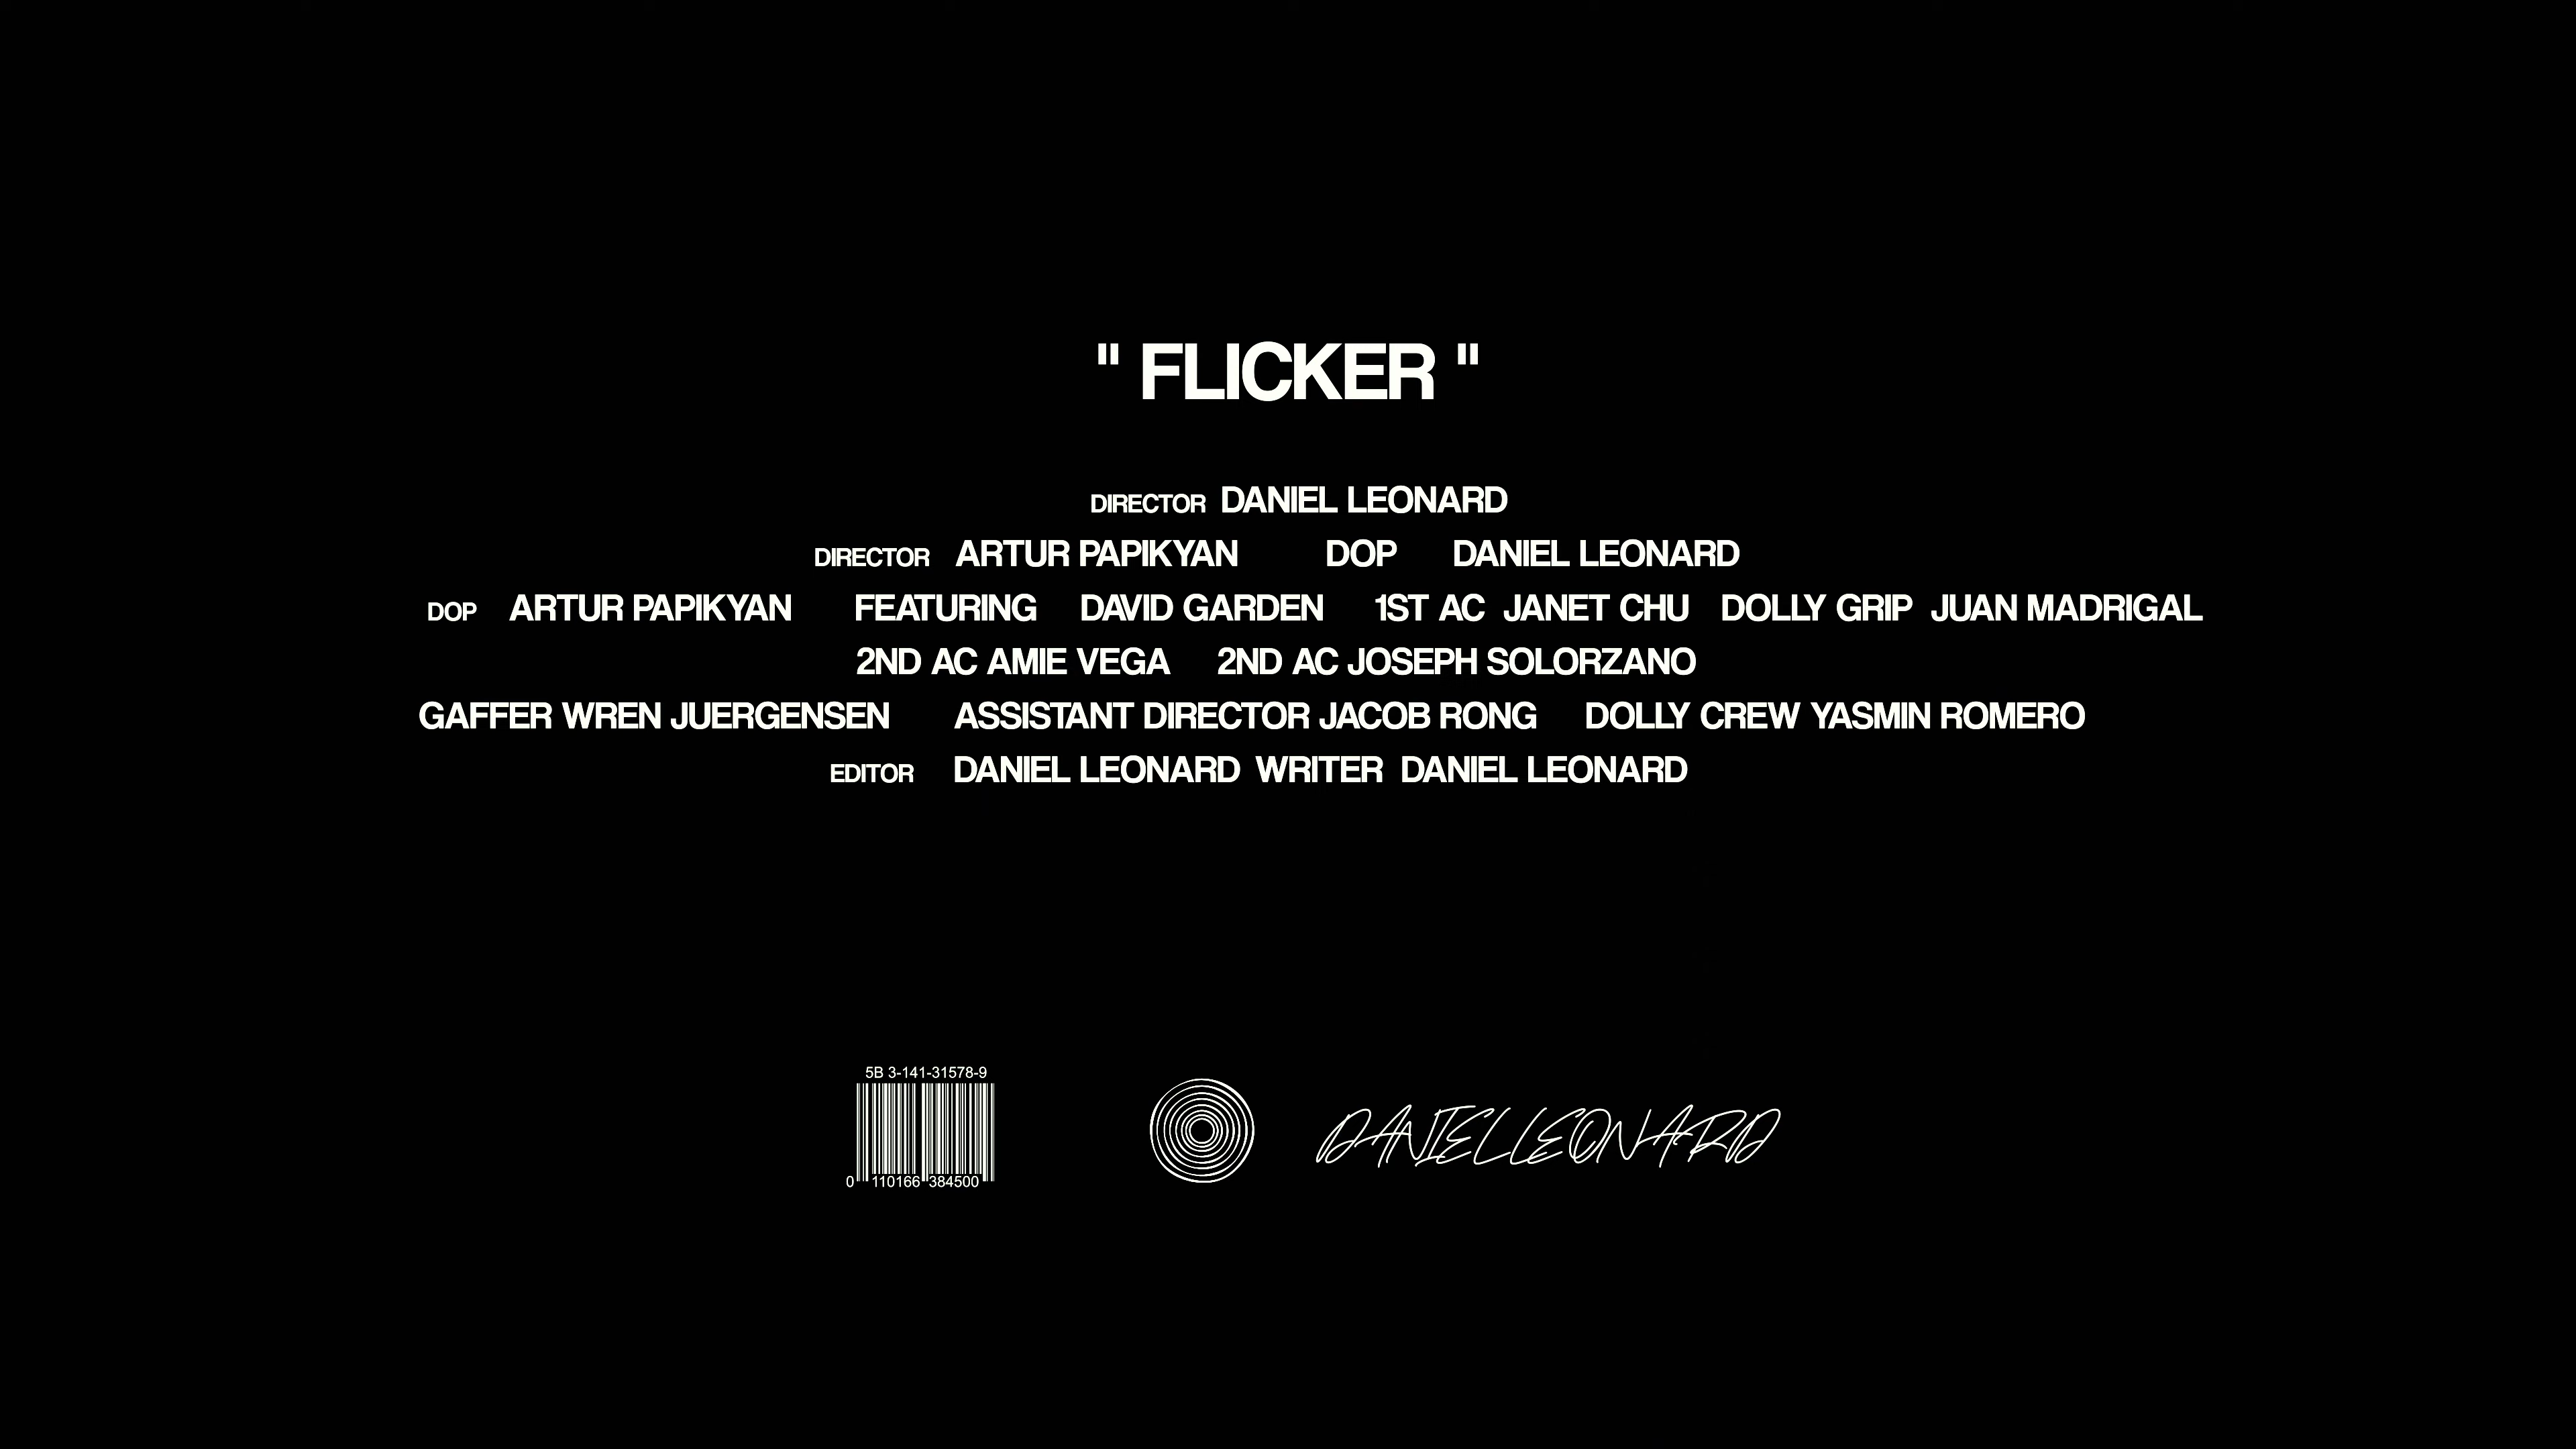 " FLICKER "
DIRECTOR DANIEL LEONARD
DIRECTOR ARTUR PAPIKYAN DOP DANIEL LEONARD
DOP ARTUR PAPIKYAN FEATURING DAVID GARDEN 1ST AC JANET CHU DOLLY GRIP JUAN MADRIGAL
2ND AC AMIE VEGA 2ND AC JOSEPH SOLORZANO
GAFFER WREN JUERGENSEN ASSISTANT DIRECTOR JACOB RONG DOLLY CREW YASMIN ROMERO
EDITOR DANIEL LEONARD WRITER DANIEL LEONARD
5B 3-141-31578-9
0 110166 384500
DANIELLEONARD